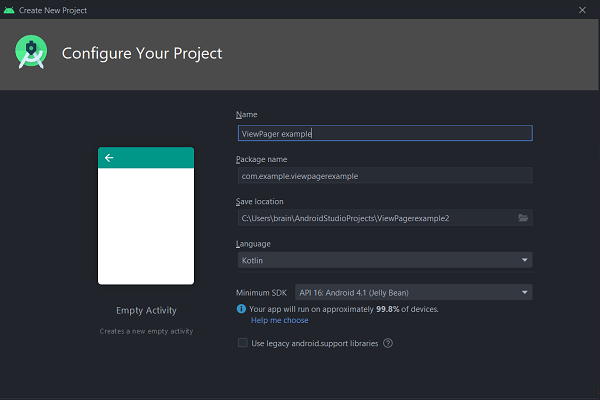 Create New Project
Configure Your Project
Name
ViewPager example
Package name
com.example.viewpagerexample
Save location
C:\Users\brain\AndroidStudioProjects\ViewPagerexample2
Language
Kotlin
Minimum SDK API 16: Android 4.1 (Jelly Bean)
Your app will run on approximately 99.8% of devices.
Help me choose
Use legacy android.support libraries ?
Empty Activity
Creates a new empty activity